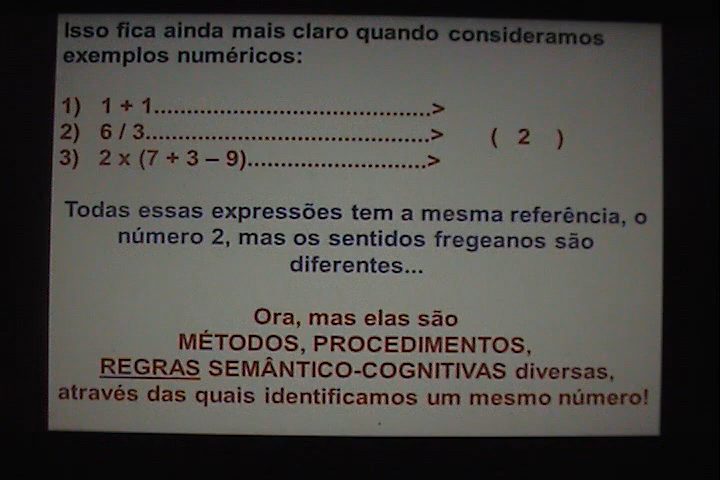 Isso fica ainda mais claro quando consideramos
exemplos numéricos:
1) 1 + 1..........................................>
2) 6 / 3...........................................>
( 2 )
3) 2 x (7 + 3 – 9)...........................>
Todas essas expressões tem a mesma referência, o
número 2, mas os sentidos fregeanos são
diferentes...
Ora, mas elas são
MÉTODOS, PROCEDIMENTOS,
REGRAS SEMÂNTICO-COGNITIVAS diversas,
através das quais identificamos um mesmo número!